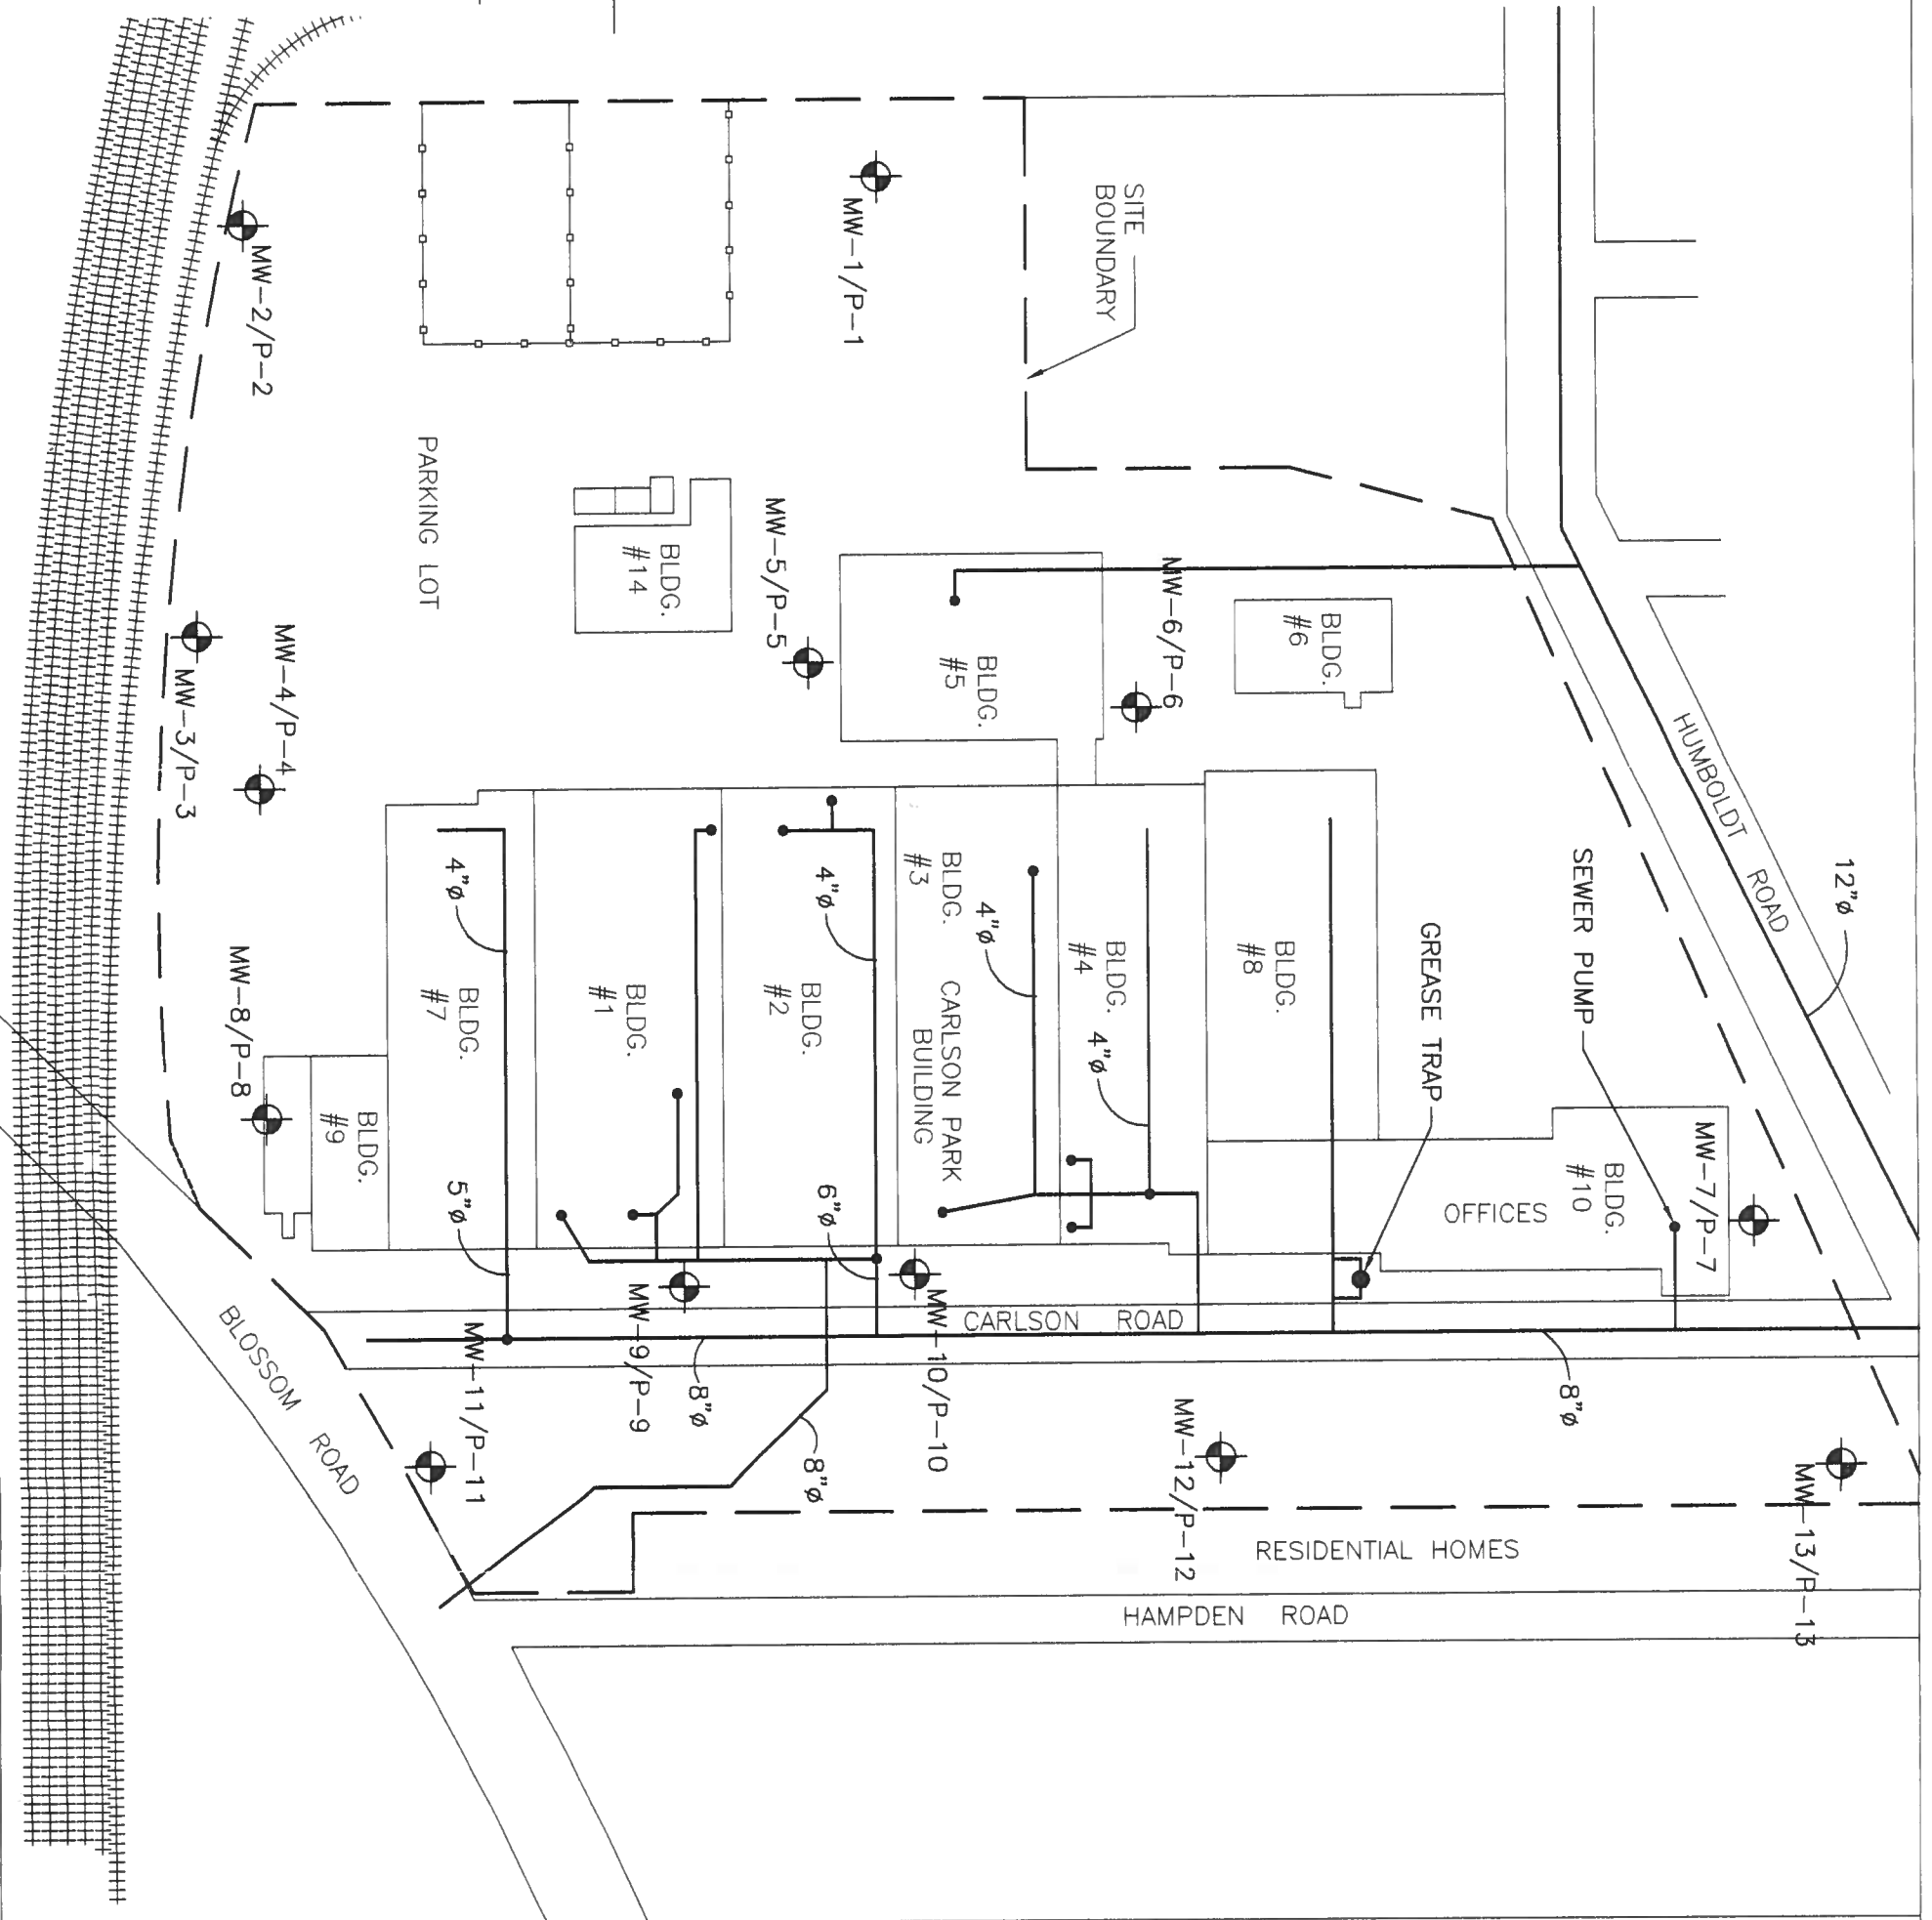 SITE
BOUNDARY
MW-1/P-1
MW-2/P-2
PARKING LOT
BLDG.
#14
MW-5/P-5
MW-6/P-6
BLDG.
#6
BLDG.
#5
MW-4/P-4
MW-3/P-3
HUMBOLDT ROAD
12"ø
SEWER PUMP
GREASE TRAP
4"ø
4"ø
BLDG.
#3
4"ø
BLDG.
#4
4"ø
BLDG.
#8
MW-8/P-8
BLDG.
#7
BLDG.
#1
BLDG.
#2
CARLSON PARK
BUILDING
BLDG.
#9
5"ø
6"ø
OFFICES
BLDG.
#10
MW-7/P-7
MW-9/P-9
MW-10/P-10
CARLSON ROAD
MW-11/P-11
8"ø
8"ø
8"ø
BLOSSOM ROAD
MW-12/P-12
MW-13/P-13
RESIDENTIAL HOMES
HAMPDEN ROAD